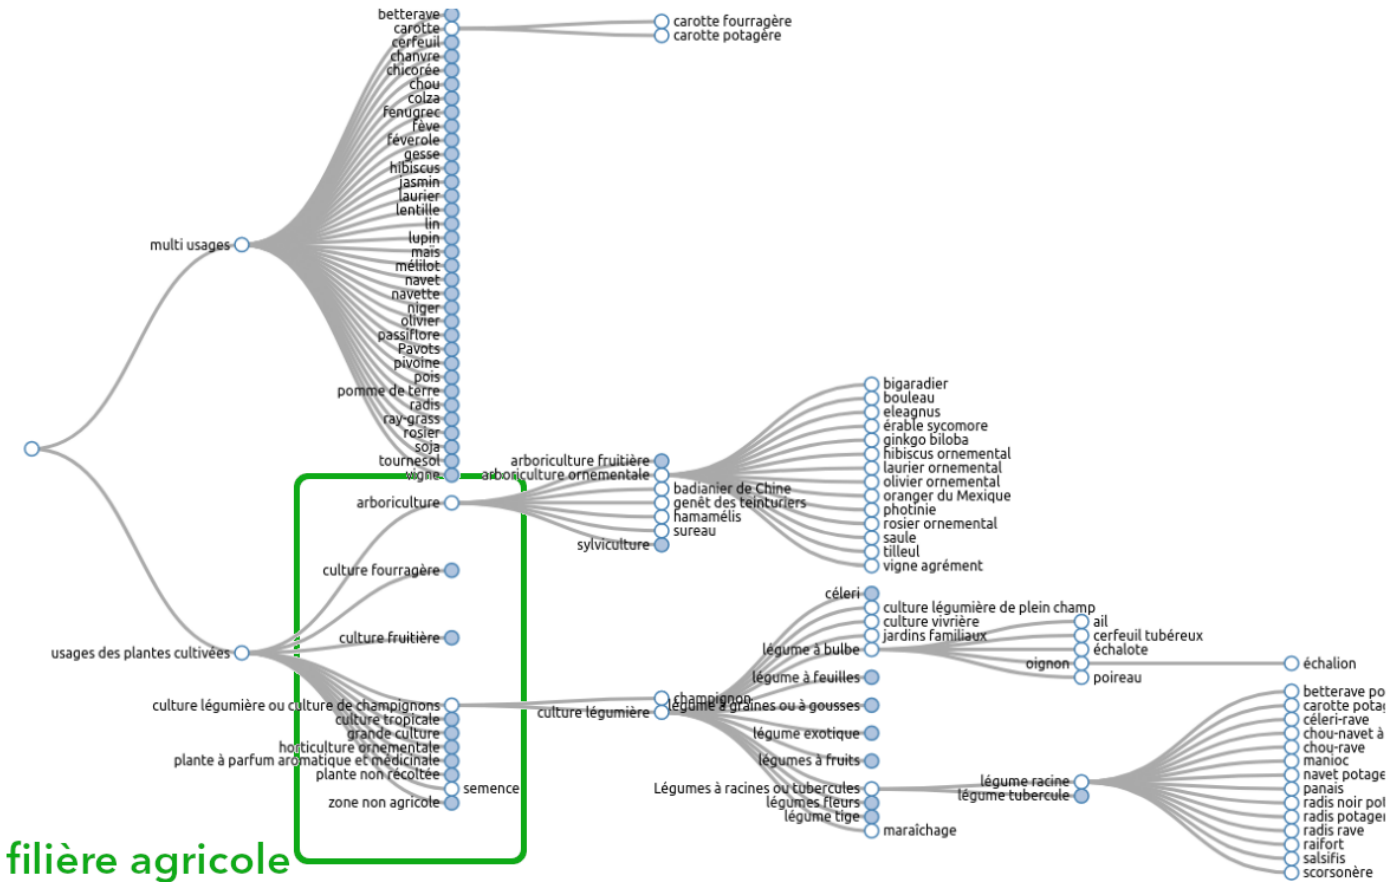 betterave
carotte
carotte fourragère
carotte potagère
cerfeuil
chanvre
chicorée
chou
colza
fenugrec
fève
féverole
gesse
hibiscus
jasmin
laurier
lentille
lin
lupin
maïs
mélilot
navet
navette
niger
olivier
passiflore
Pavots
pivoine
pois
pomme de terre
radis
ray-grass
rosier
soja
tournesol
vigne
multi usages
usages des plantes cultivées
arboriculture
culture fourragère
culture fruitière
culture légumière ou culture de champignons
culture tropicale
grande culture
horticulture ornementale
plante à parfum aromatique et médicinale
plante non récoltée
semence
zone non agricole
filière agricole
arboriculture fruitière
arboriculture ornementale
badianier de Chine
genêt des teinturiers
hamamélis
sureau
sylviculture
bigaradier
bouleau
eleagnus
érable sycomore
ginkgo biloba
hibiscus ornemental
laurier ornemental
olivier ornemental
oranger du Mexique
photinie
rosier ornemental
saule
tilleul
vigne agrément
champignon
culture légumière
céleri
culture légumière de plein champ
culture vivrière
jardins familiaux
légume à bulbe
légume à feuilles
légume à graines ou à gousses
légume exotique
légumes à fruits
Légumes à racines ou tubercules
légumes fleurs
légume tige
maraîchage
ail
cerfeuil tubéreux
échalote
oignon
poireau
échalion
légume racine
légume tubercule
betterave po
carotte potag
céleri-rave
chou-navet à
chou-rave
manioc
navet potage
panais
radis noir pot
radis potager
radis rave
raifort
salsifis
scorsonère